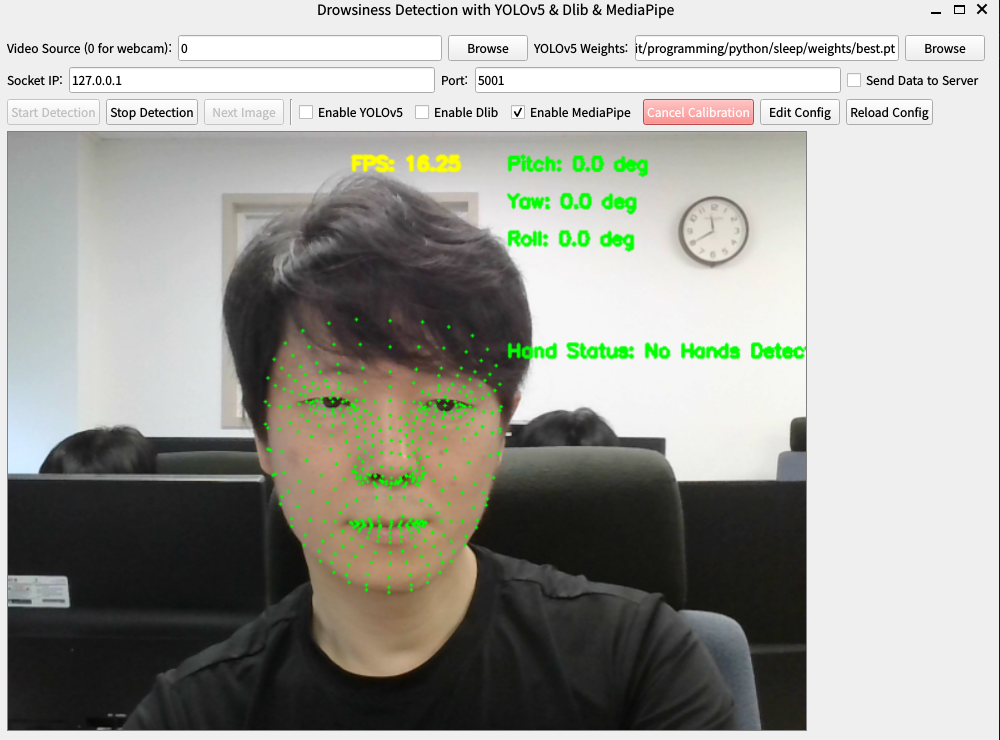 Drowsiness Detection with YOLOv5 & Dlib & MediaPipe
Video Source (0 for webcam): 0 Browse YOLOv5 Weights: it/programming/python/sleep/weights/best.pt Browse
Socket IP: 127.0.0.1 Port: 5001 Send Data to Server
Start Detection Stop Detection Next Image Enable YOLOv5 Enable Dlib Enable MediaPipe Cancel Calibration Edit Config Reload Config
FPS: 16.25 Pitch: 0.0 deg
Yaw: 0.0 deg
Roll: 0.0 deg
Hand Status: No Hands Detec